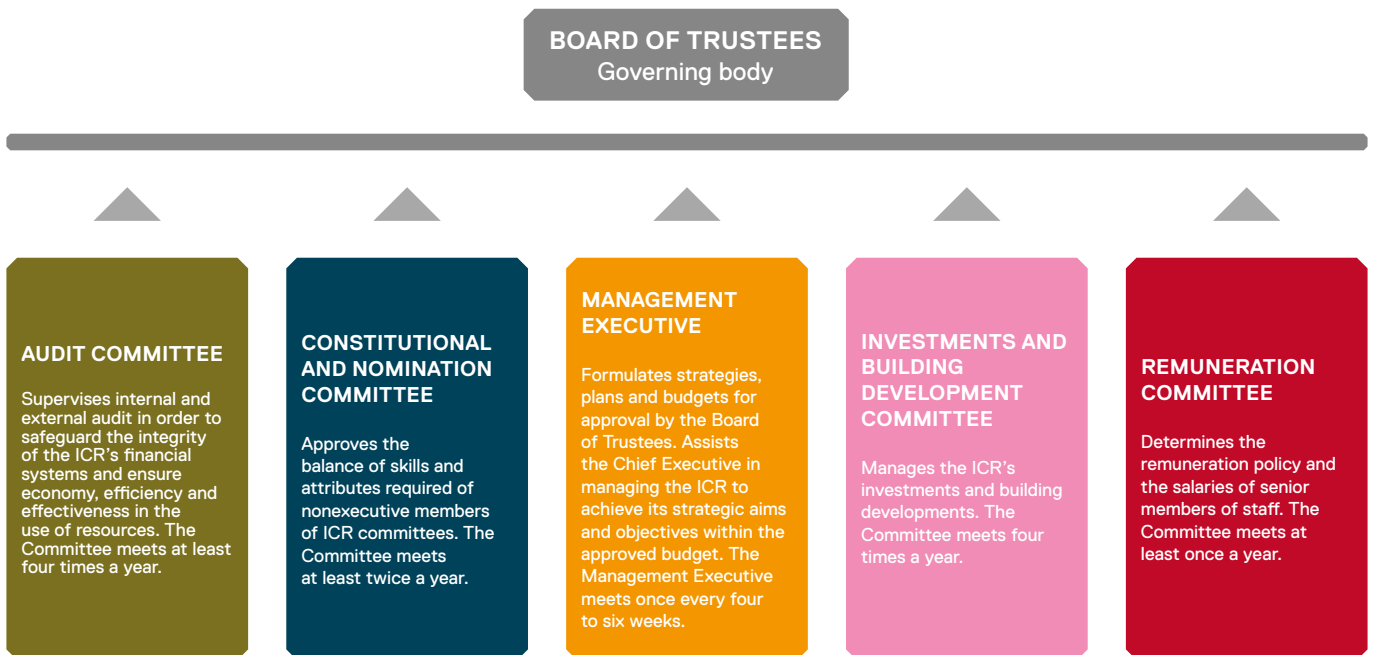 BOARD OF TRUSTEES
Governing body
AUDIT COMMITTEE
Supervises internal and
external audit in order to
safeguard the integrity
of the ICR's financial
systems and ensure
economy, efficiency and
effectiveness in the
use of resources. The
Committee meets at least
four times a year.
CONSTITUTIONAL
AND NOMINATION
COMMITTEE
Approves the
balance of skills and
attributes required of
nonexecutive members
of ICR committees. The
Committee meets
at least twice a year.
MANAGEMENT
EXECUTIVE
Formulates strategies,
plans and budgets for
approval by the Board
of Trustees. Assists
the Chief Executive in
managing the ICR to
achieve its strategic aims
and objectives within the
approved budget. The
Management Executive
meets once every four
to six weeks.
INVESTMENTS AND
BUILDING
DEVELOPMENT
COMMITTEE
Manages the ICR's
investments and building
developments. The
Committee meets four
times a year.
REMUNERATION
COMMITTEE
Determines the
remuneration policy and
the salaries of senior
members of staff. The
Committee meets at
least once a year.